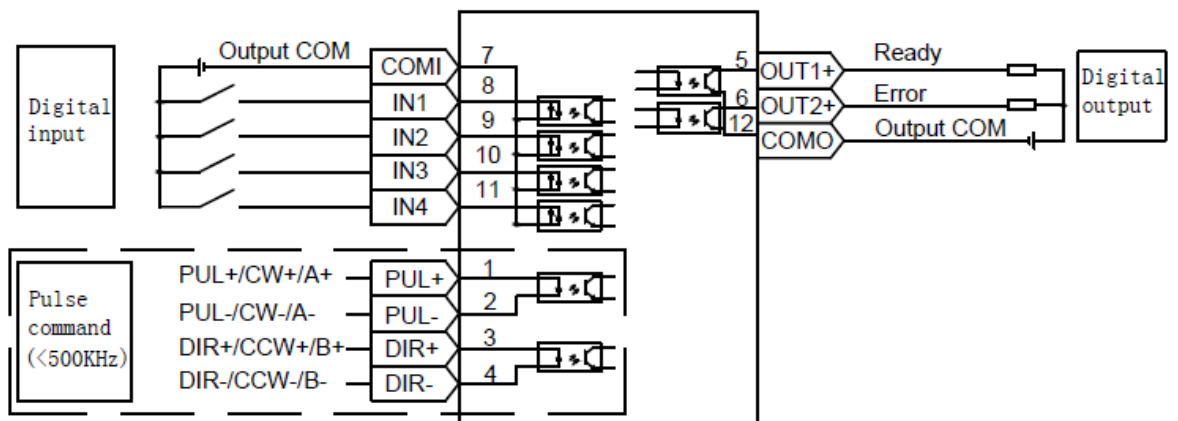 Digital
input
Output COM
COMI
7
IN1
8
IN2
9
IN3
10
IN4
11
5
OUT1+
Ready
6
OUT2+
Error
12
COMO
Output COM
Digital
output
Pulse
command
(<500KHz)
PUL+/CW+/A+
PUL+
1
PUL-/CW-/A-
PUL-
2
DIR+/CCW+/B+
DIR+
3
DIR-/CCW-/B-
DIR-
4